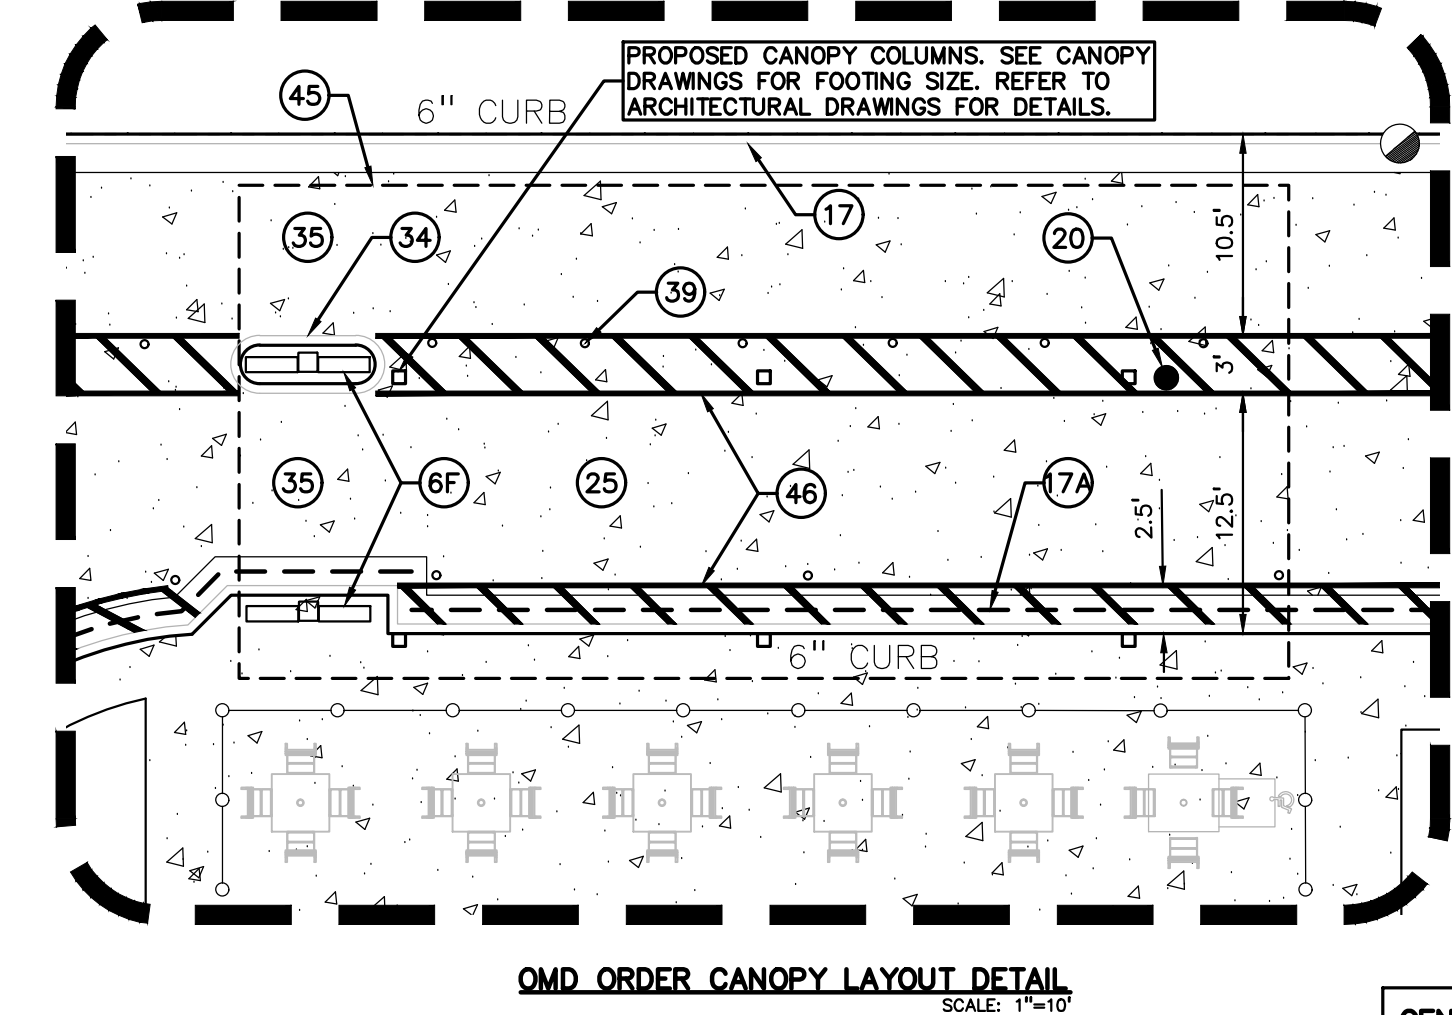 PROPOSED CANOPY COLUMNS. SEE CANOPY
DRAWINGS FOR FOOTING SIZE. REFER TO
ARCHITECTURAL DRAWINGS FOR DETAILS.
45
6" CURB
17
35
34
20
10.5'
39
3'
35
6F
25
46
17A
2.5'
12.5'
6" CURB
OMD ORDER CANOPY LAYOUT DETAIL
SCALE: 1"=10'